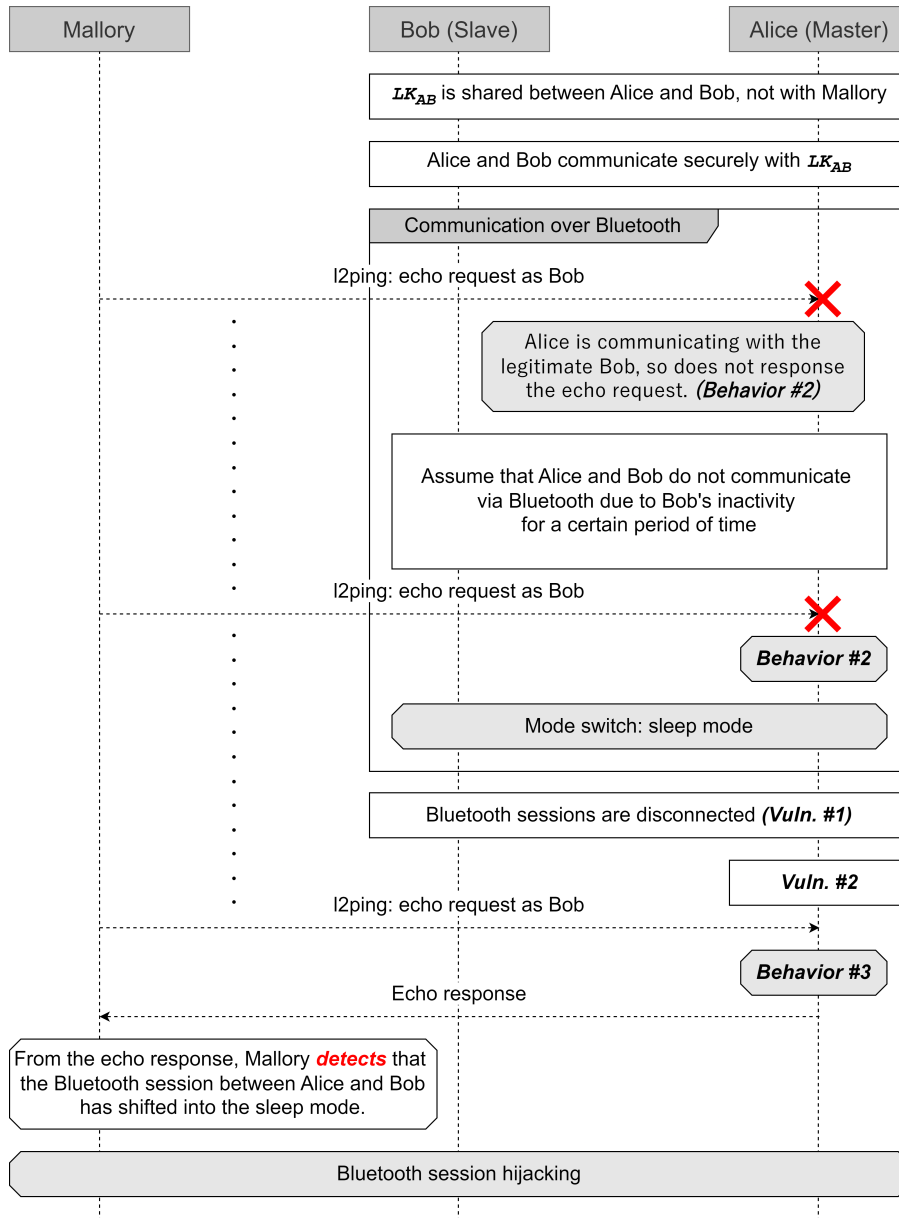 Mallory
Bob (Slave)
Alice (Master)
LK_AB is shared between Alice and Bob, not with Mallory
Alice and Bob communicate securely with LK_AB
Communication over Bluetooth
l2ping: echo request as Bob
Alice is communicating with the
legitimate Bob, so does not response
the echo request. (Behavior #2)
Assume that Alice and Bob do not communicate
via Bluetooth due to Bob's inactivity
for a certain period of time
l2ping: echo request as Bob
Behavior #2
Mode switch: sleep mode
Bluetooth sessions are disconnected (Vuln. #1)
Vuln. #2
l2ping: echo request as Bob
Behavior #3
Echo response
From the echo response, Mallory detects that
the Bluetooth session between Alice and Bob
has shifted into the sleep mode.
Bluetooth session hijacking